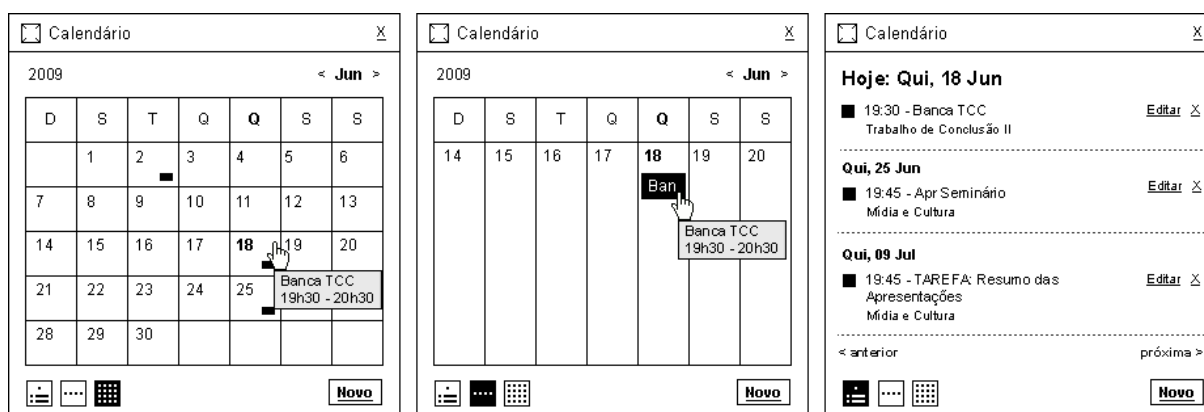 Calendário X
2009 < Jun >
D S T Q Q S S
1 2 3 4 5 6
7 8 9 10 11 12 13
14 15 16 17 18 19 20
21 22 23 24 25
Banca TCC
19h30 - 20h30
28 29 30
Novo
Calendário X
2009 < Jun >
D S T Q Q S S
14 15 16 17 18 19 20
Ban
Banca TCC
19h30 - 20h30
Novo
Calendário X
Hoje: Qui, 18 Jun
19:30 - Banca TCC Editar X
Trabalho de Conclusão II
Qui, 25 Jun
19:45 - Apr Seminário Editar X
Mídia e Cultura
Qui, 09 Jul
19:45 - TAREFA: Resumo das Editar X
Apresentações
Mídia e Cultura
< anterior próxima >
Novo